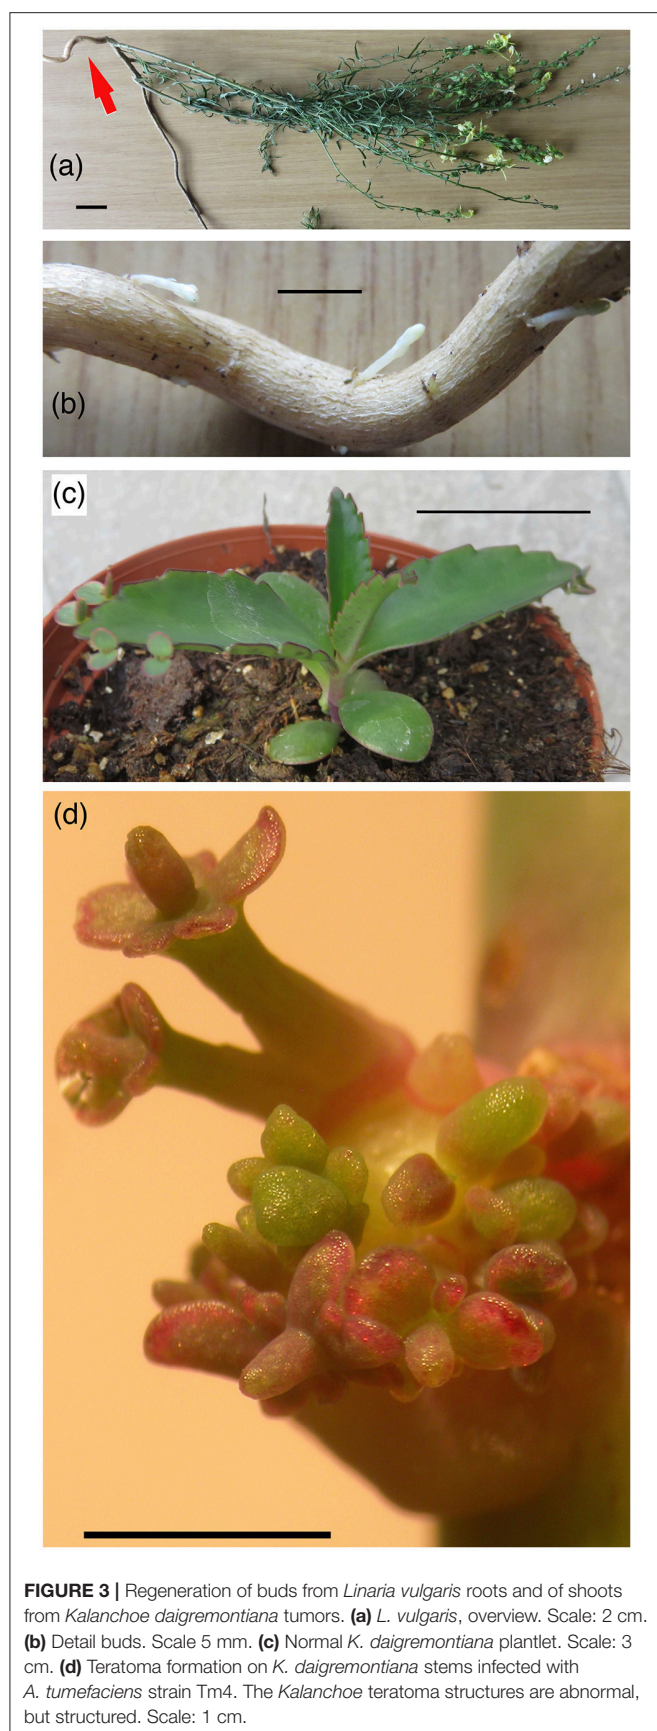 (a)
(b)
(c)
(d)
FIGURE 3 | Regeneration of buds from Linaria vulgaris roots and of shoots
from Kalanchoe daigremontiana tumors. (a) L. vulgaris, overview. Scale: 2 cm.
(b) Detail buds. Scale 5 mm. (c) Normal K. daigremontiana plantlet. Scale: 3
cm. (d) Teratoma formation on K. daigremontiana stems infected with
A. tumefaciens strain Tm4. The Kalanchoe teratoma structures are abnormal,
but structured. Scale: 1 cm.